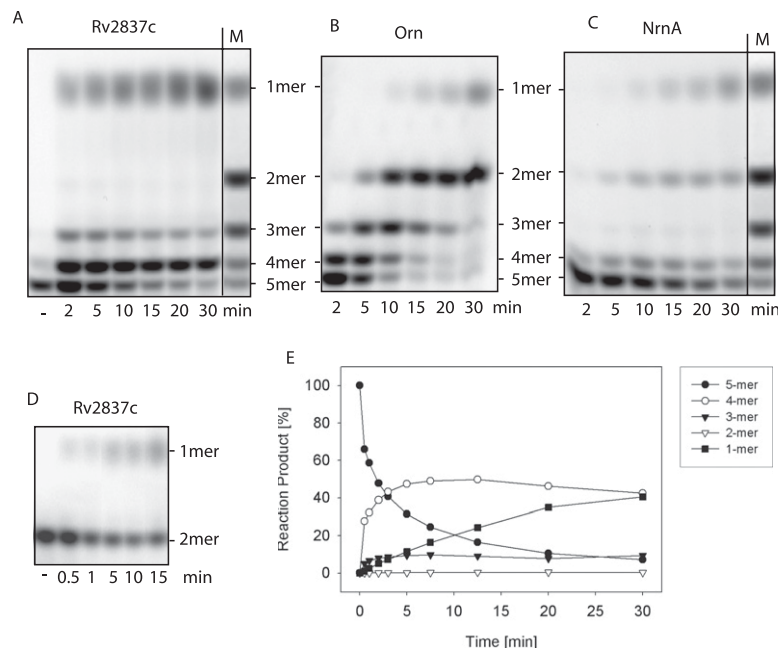 A
Rv2837c
M
1mer
2mer
3mer
4mer
5mer
- 2 5 10 15 20 30 min
B
Orn
1mer
2mer
3mer
4mer
5mer
2 5 10 15 20 30
C
NrnA
M
2 5 10 15 20 30 min
D
Rv2837c
1mer
2mer
- 0.5 1 5 10 15 min
E
Reaction Product [%]
100
80
60
40
20
0
0 5 10 15 20 25 30
Time [min]
5-mer
4-mer
3-mer
2-mer
1-mer